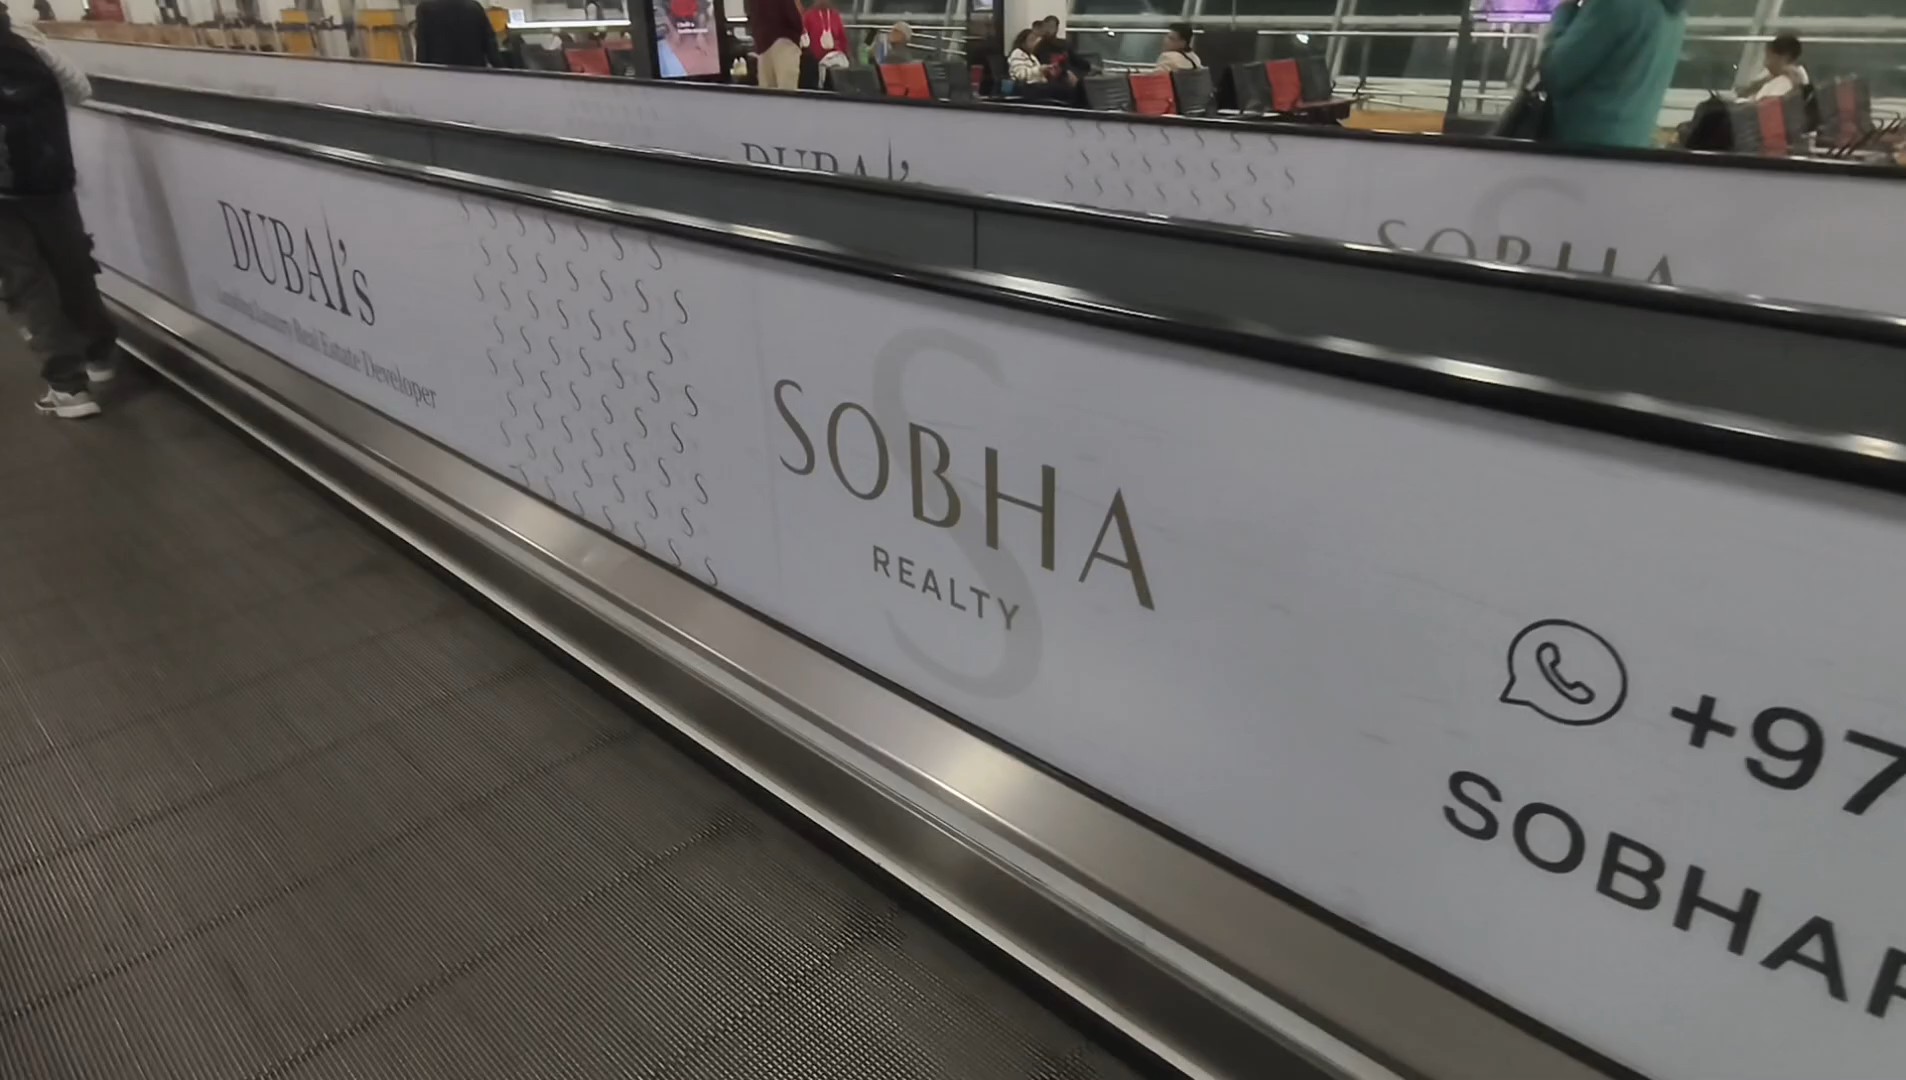 DUBAI's
Leading Luxury Real Estate Developer
SOBHA
REALTY
+97
SOBHAR
DUBAI's
SOBHA